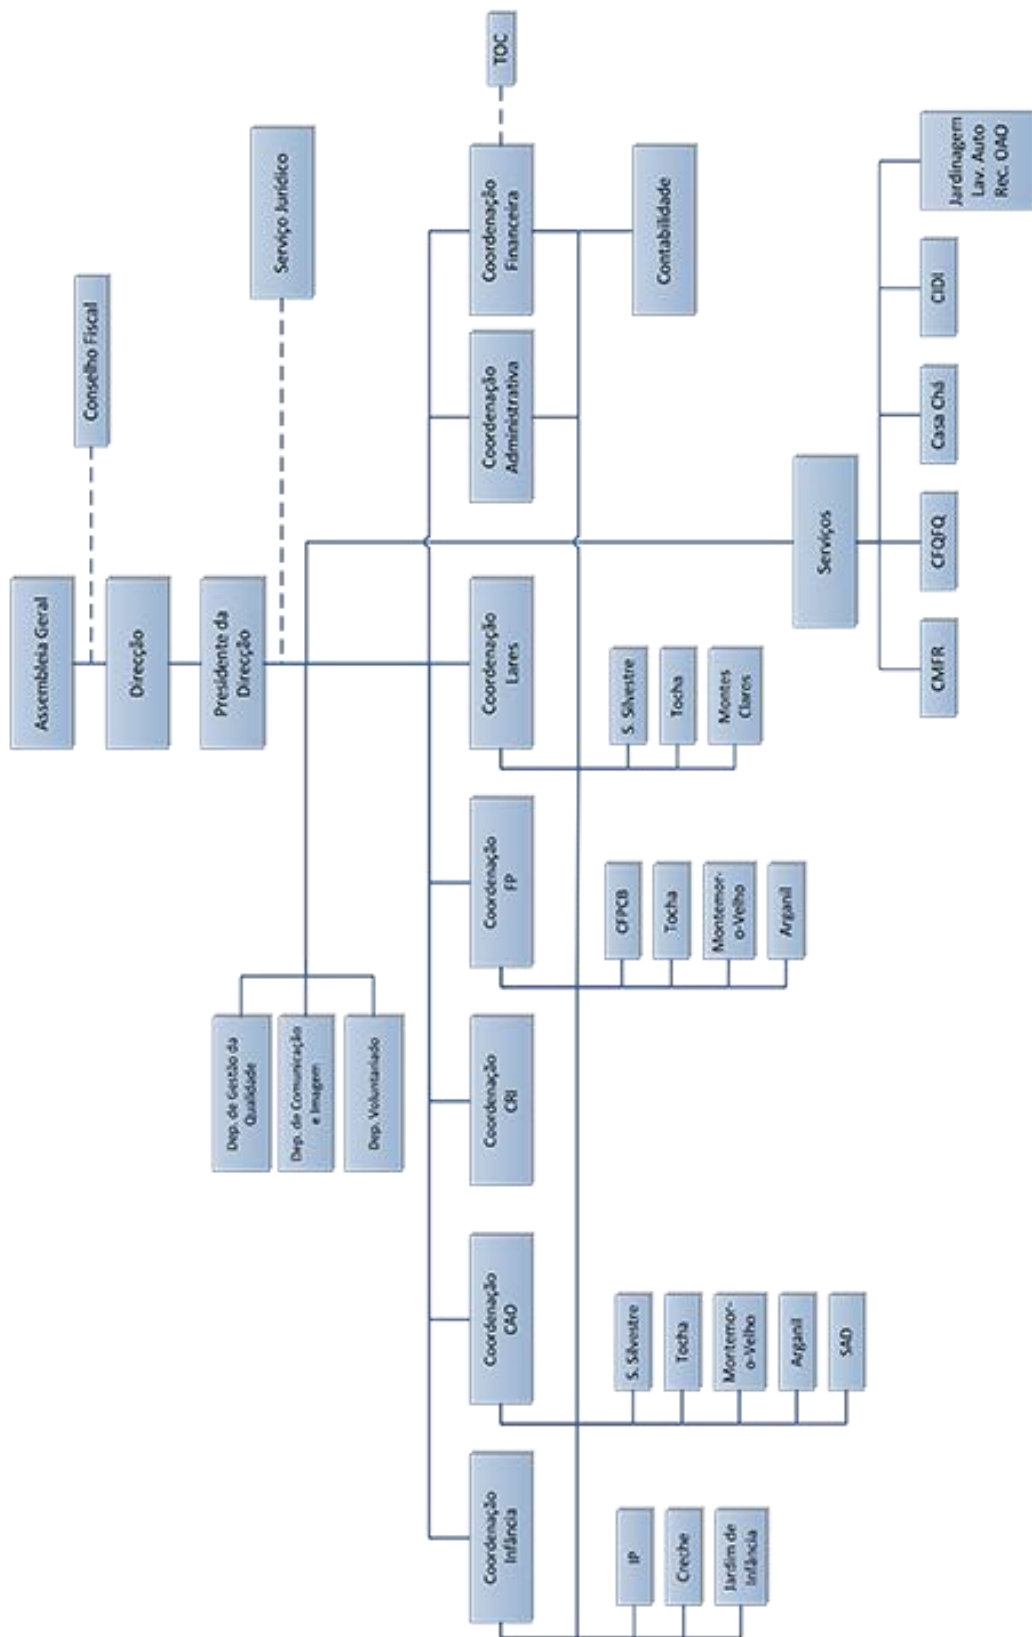 Assembleia Geral
Conselho Fiscal
Direcção
Presidente da
Direcção
Serviço Jurídico
Dep. de Gestão da
Qualidade
Dep. de Comunicação
e Imagem
Dep. Voluntariado
Coordenação
Infância
Coordenação
CAO
Coordenação
CRI
Coordenação
FP
Coordenação
Lares
Coordenação
Administrativa
Coordenação
Financeira
TOC
IP
Creche
Jardim de
Infância
S. Silvestre
Tocha
Montemor-
o-Velho
Arganil
SAD
CFPCB
Tocha
Montemor-
o-Velho
Arganil
S. Silvestre
Tocha
Montes
Claros
Contabilidade
Serviços
CMFR
CFQFQ
Casa Chá
CIDI
Jardinagem
Lav. Auto
Rec. OAO